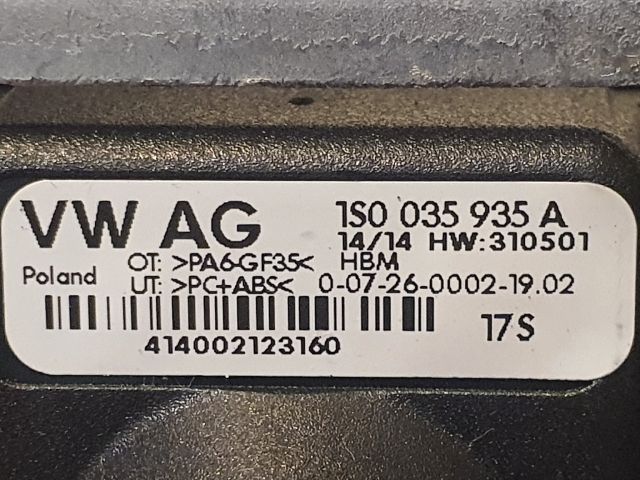 VW AG 1S0 035 935 A
14/14 HW:310501
Poland OT: >PA6-GF35< HBM
UT: >PC+ABS< 0-07-26-0002-19.02
17S
414002123160